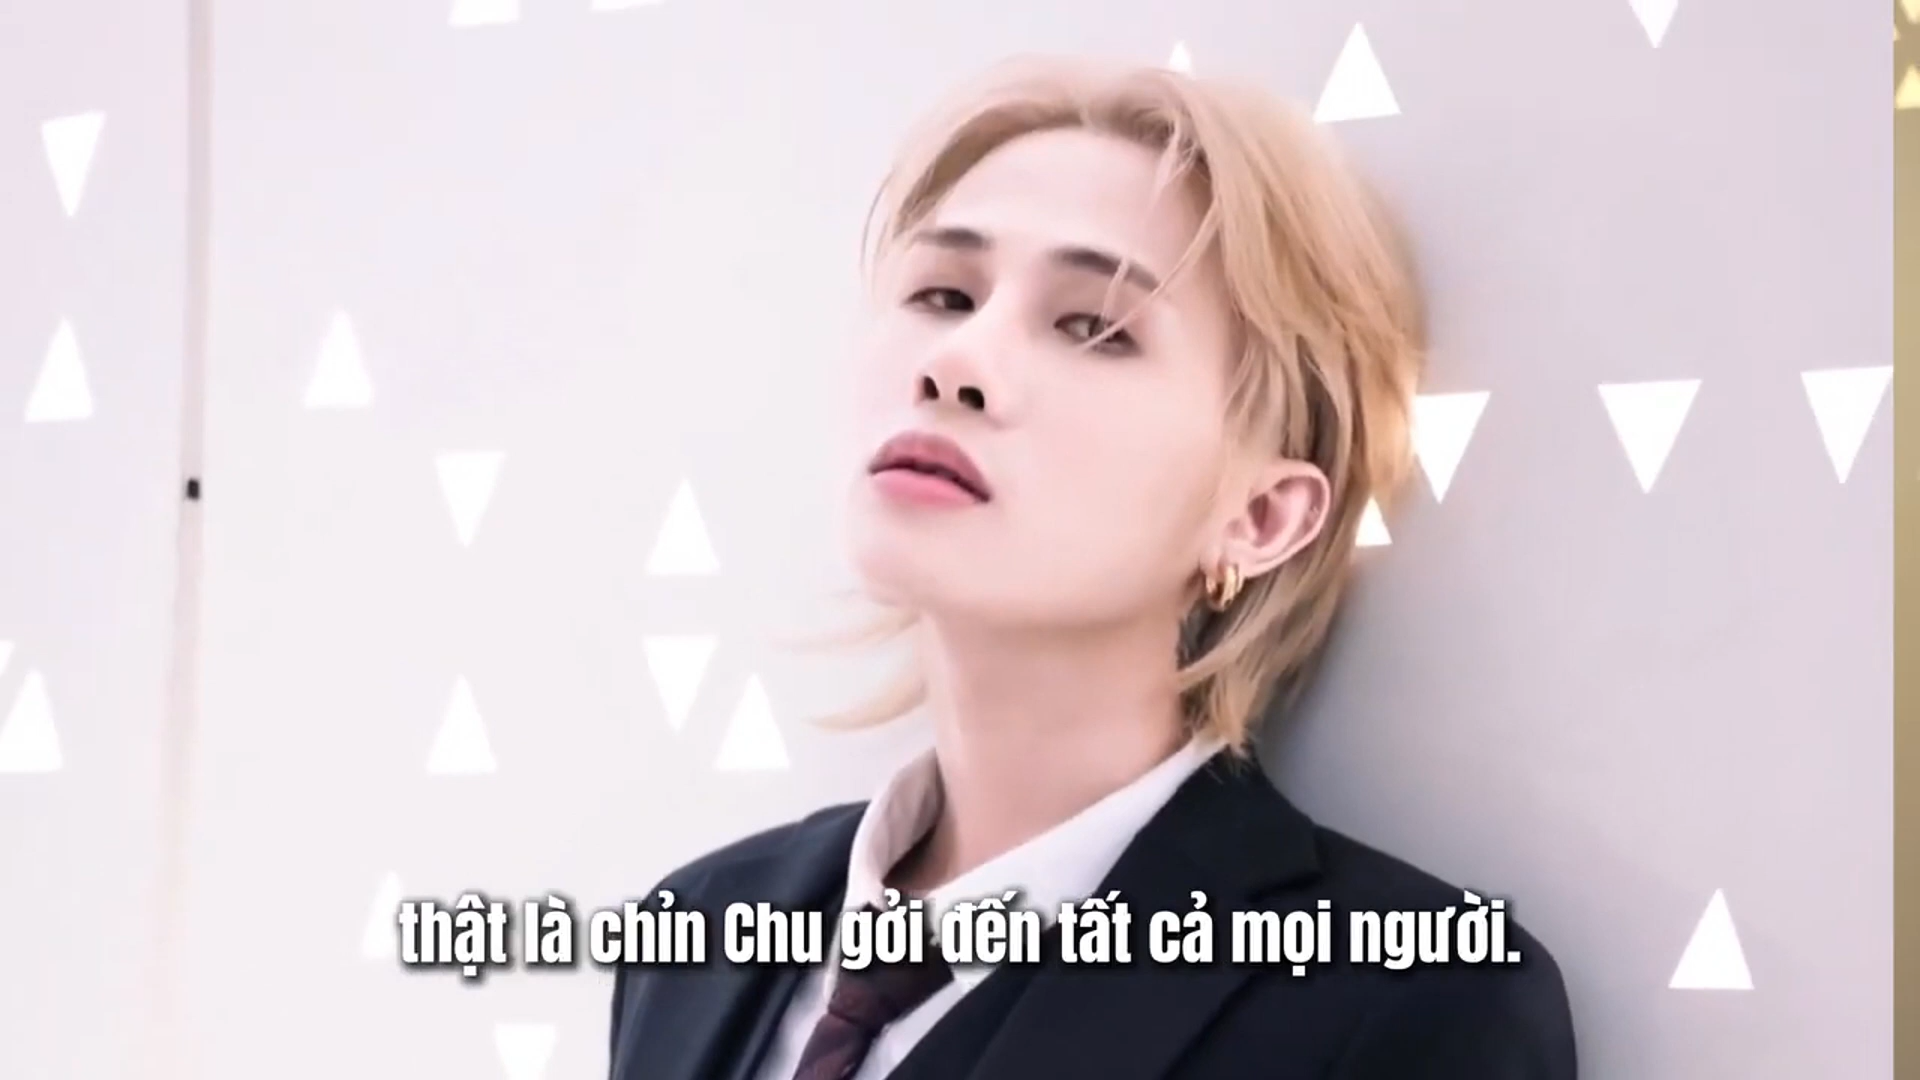 thật là chỉn Chu gởi đến tất cả mọi người.